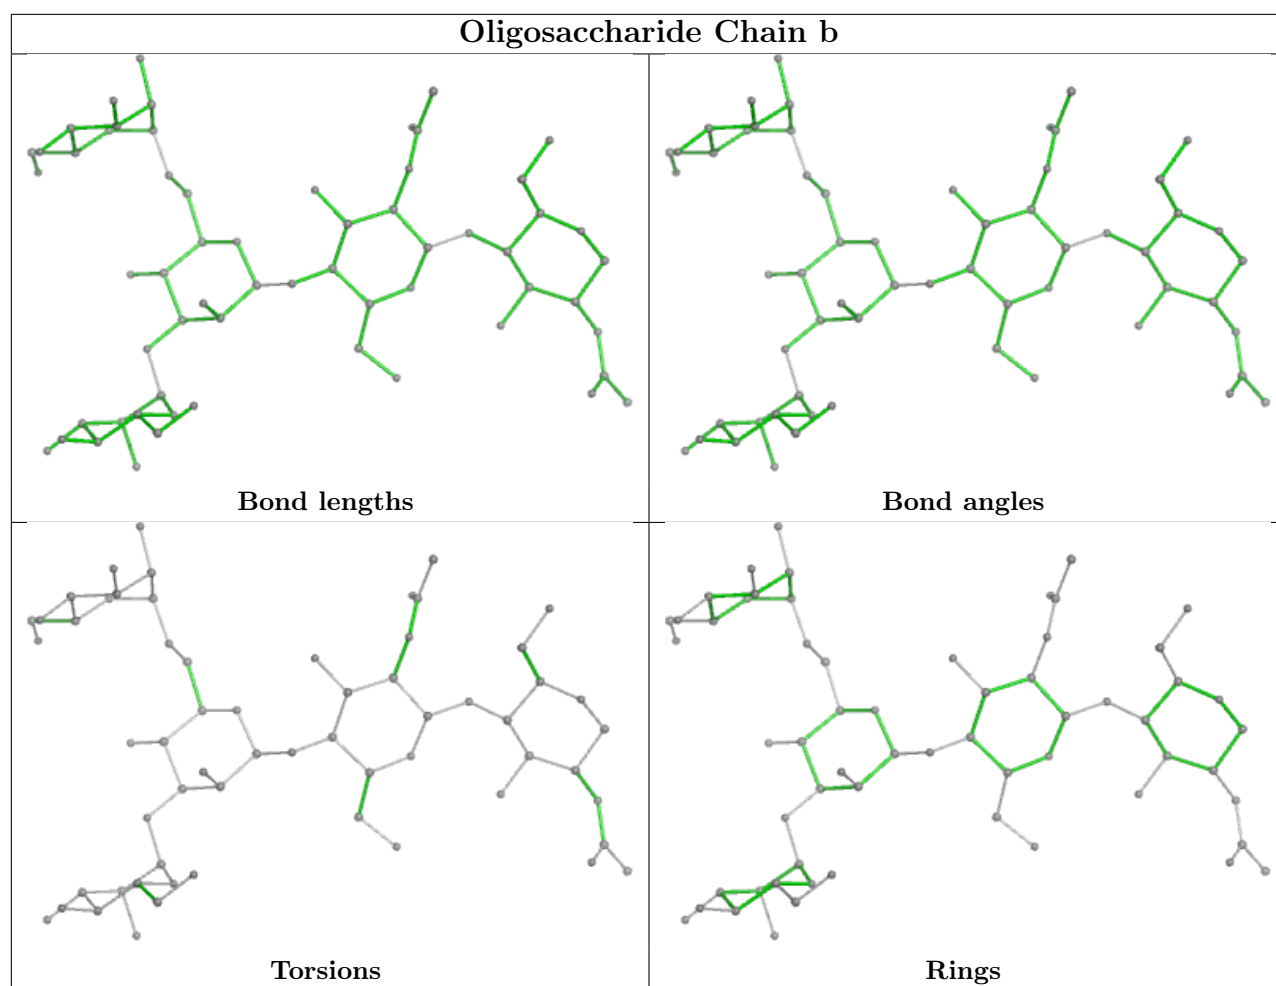 Oligosaccharide Chain b
Bond lengths
Bond angles
Torsions
Rings